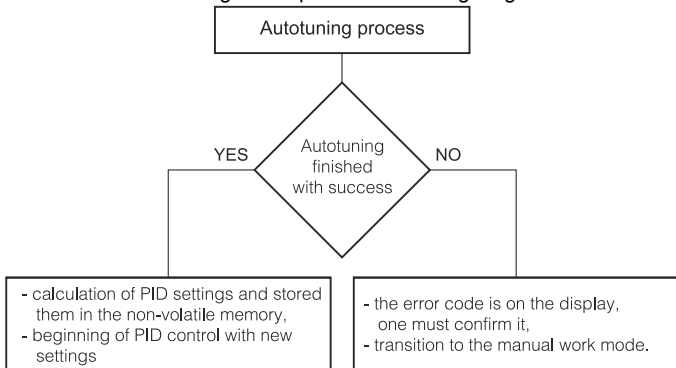 Autotuning process
YES
Autotuning
finished
with success
NO
- calculation of PID settings and stored
them in the non-volatile memory,
- beginning of PID control with new
settings
- the error code is on the display,
one must confirm it,
- transition to the manual work mode.